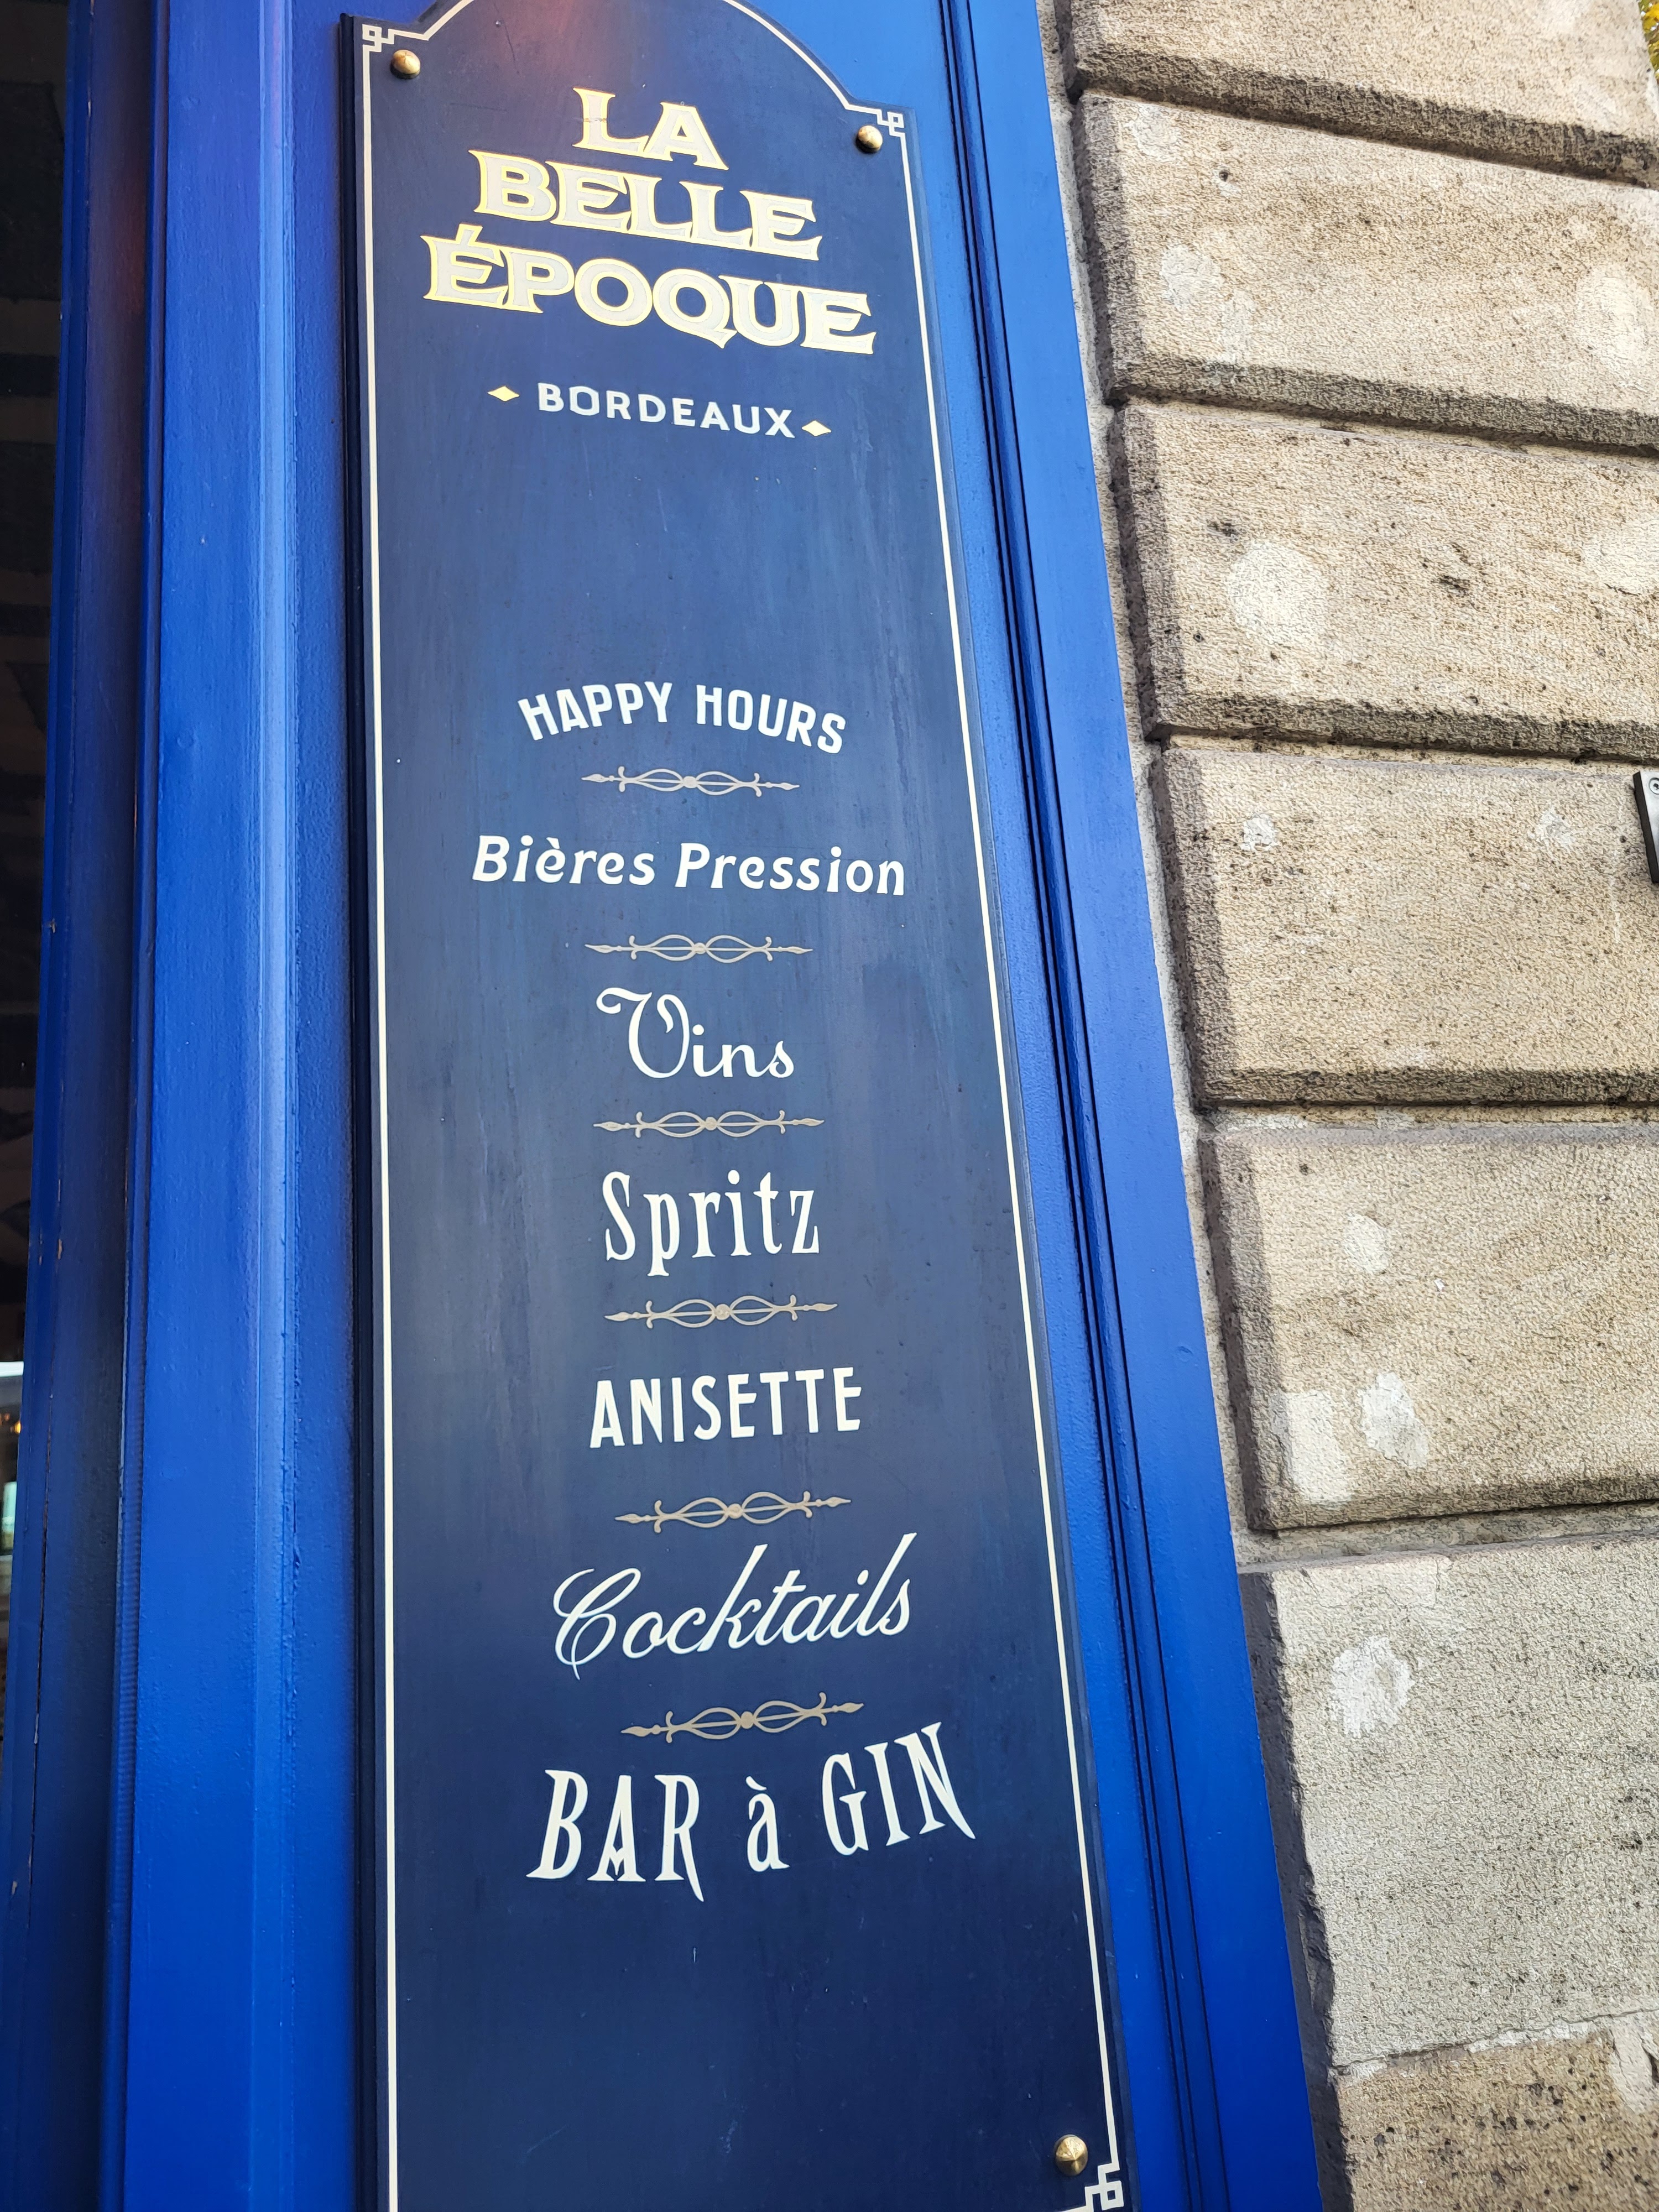 LA
BELLE
ÉPOQUE
BORDEAUX
HAPPY HOURS
Bières Pression
Vins
Spritz
ANISETTE
Cocktails
BAR à GIN